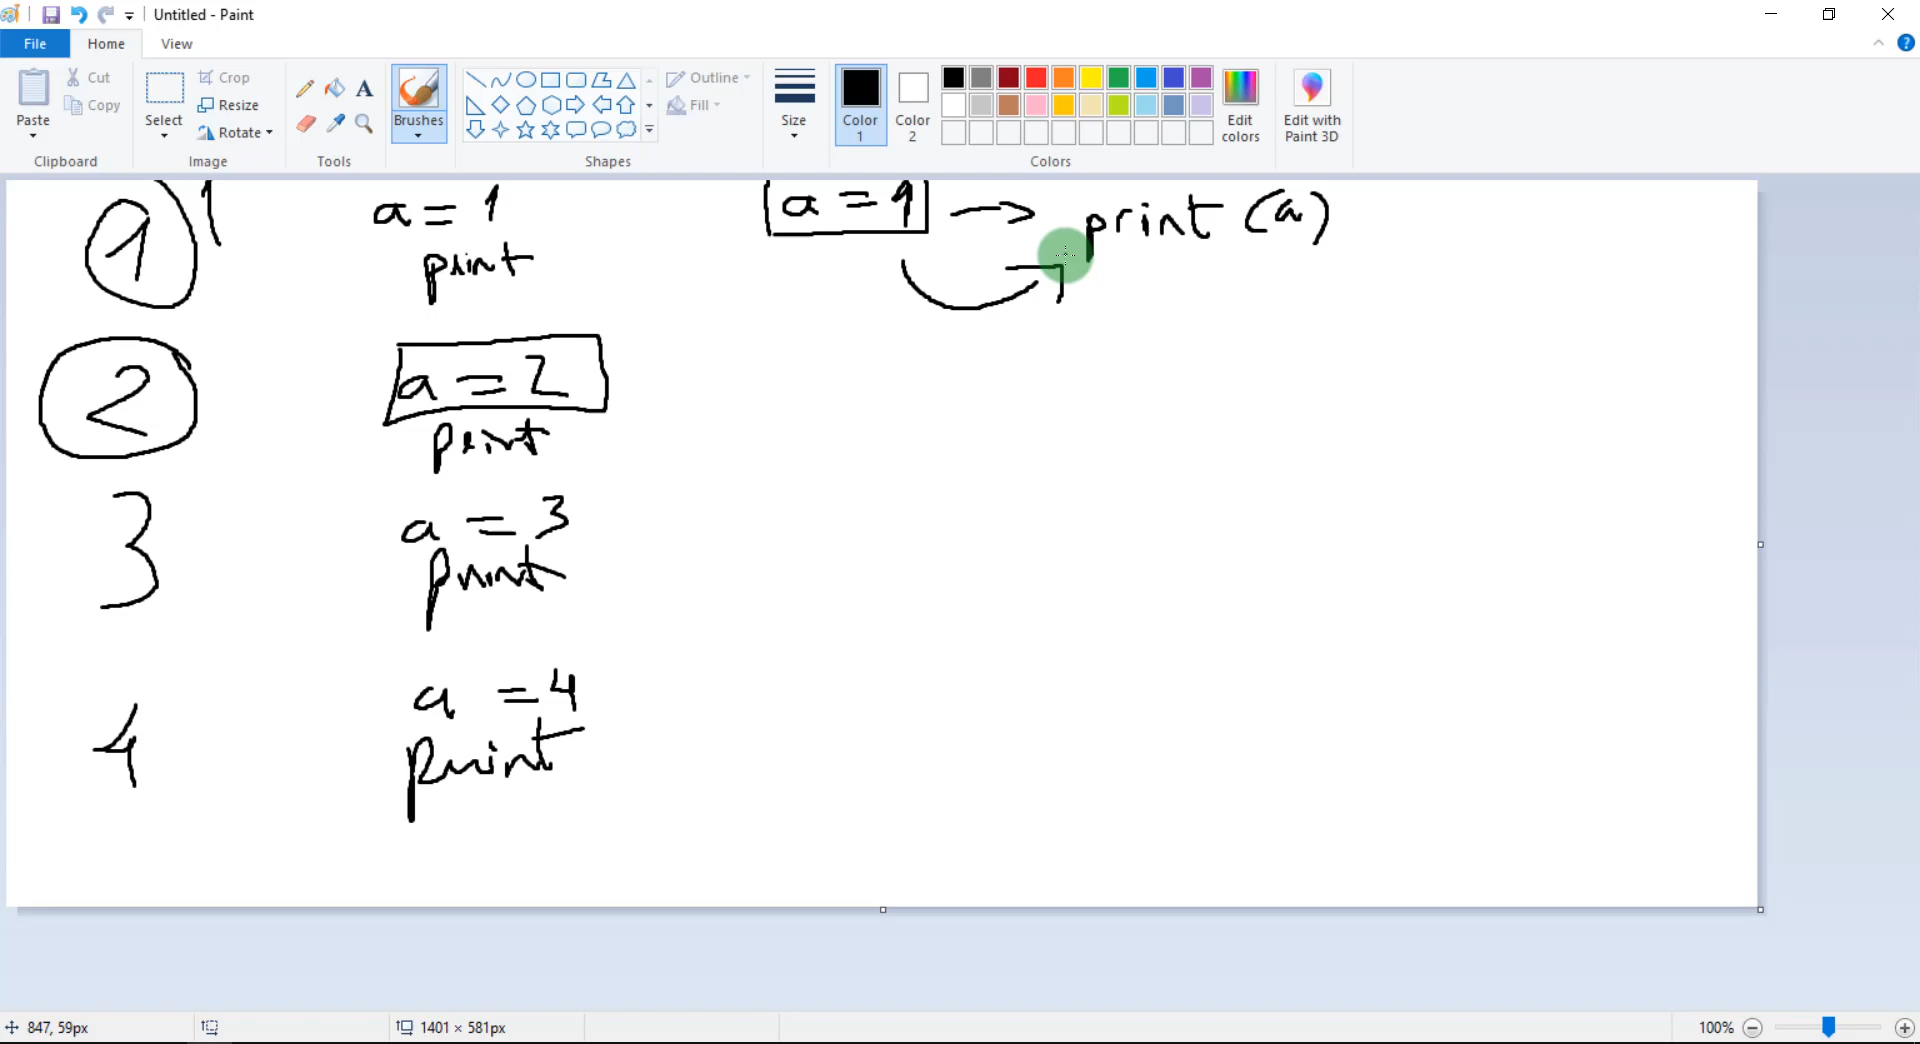 Untitled - Paint
File Home View
Paste
Cut
Copy
Clipboard
Select
Crop
Resize
Rotate
Image
A
Tools
Brushes
Shapes
Outline
Fill
Size
Color 1
Color 2
Colors
Edit colors
Edit with Paint 3D
1
a = 1
print
a = 1
print (a)
2
a = 2
print
3
a = 3
print
4
a = 4
print
847, 59px
1401 × 581px
100%